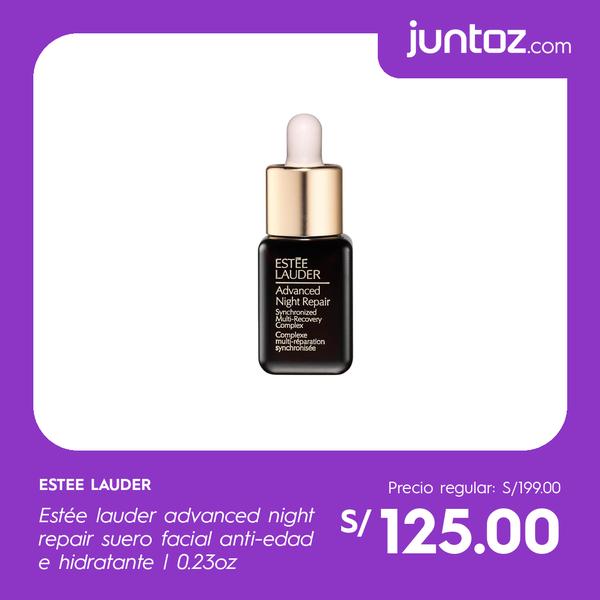 juntoz.com
ESTĒE
LAUDER
Advanced
Night Repair
Synchronized
Multi-Recovery
Complex
Complexe
multi-réparation
synchronisée
ESTEE LAUDER
Estée lauder advanced night
repair suero facial anti-edad
e hidratante | 0.23oz
Precio regular: S/199.00
S/125.00